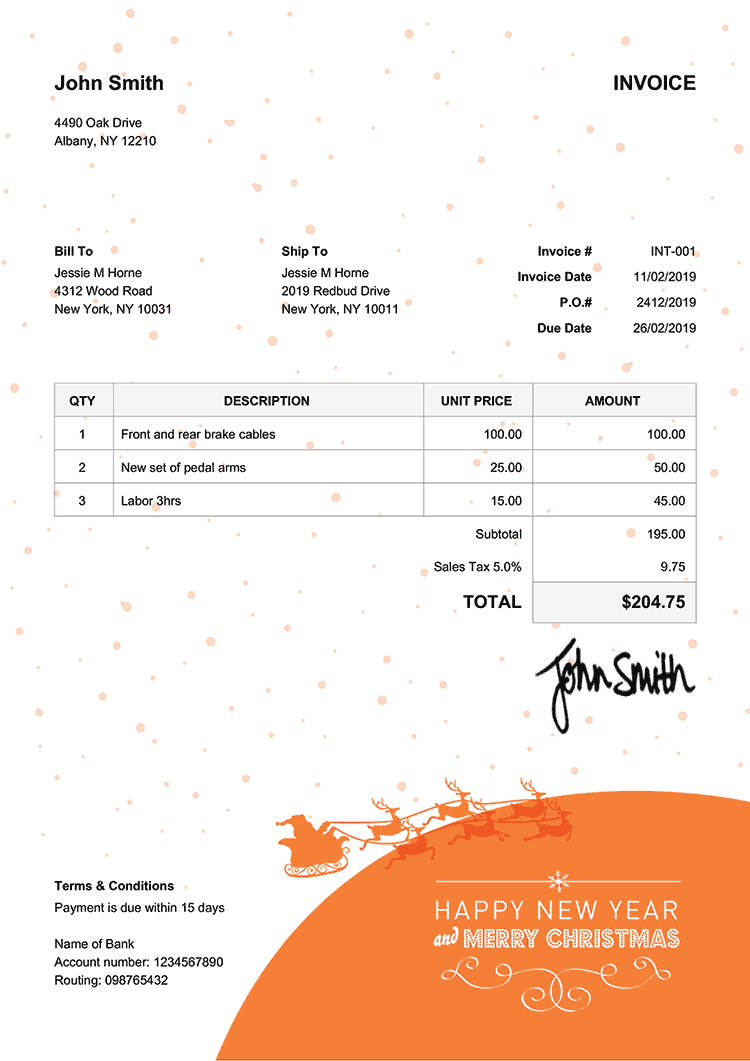 John Smith
INVOICE
4490 Oak Drive
Albany, NY 12210
Bill To
Jessie M Horne
4312 Wood Road
New York, NY 10031
Ship To
Jessie M Horne
2019 Redbud Drive
New York, NY 10011
Invoice # INT-001
Invoice Date 11/02/2019
P.O.# 2412/2019
Due Date 26/02/2019
QTY DESCRIPTION UNIT PRICE AMOUNT
1 Front and rear brake cables 100.00 100.00
2 New set of pedal arms 25.00 50.00
3 Labor 3hrs 15.00 45.00
Subtotal 195.00
Sales Tax 5.0% 9.75
TOTAL $204.75
John Smith
Terms & Conditions
Payment is due within 15 days
Name of Bank
Account number: 1234567890
Routing: 098765432
HAPPY NEW YEAR
and MERRY CHRISTMAS